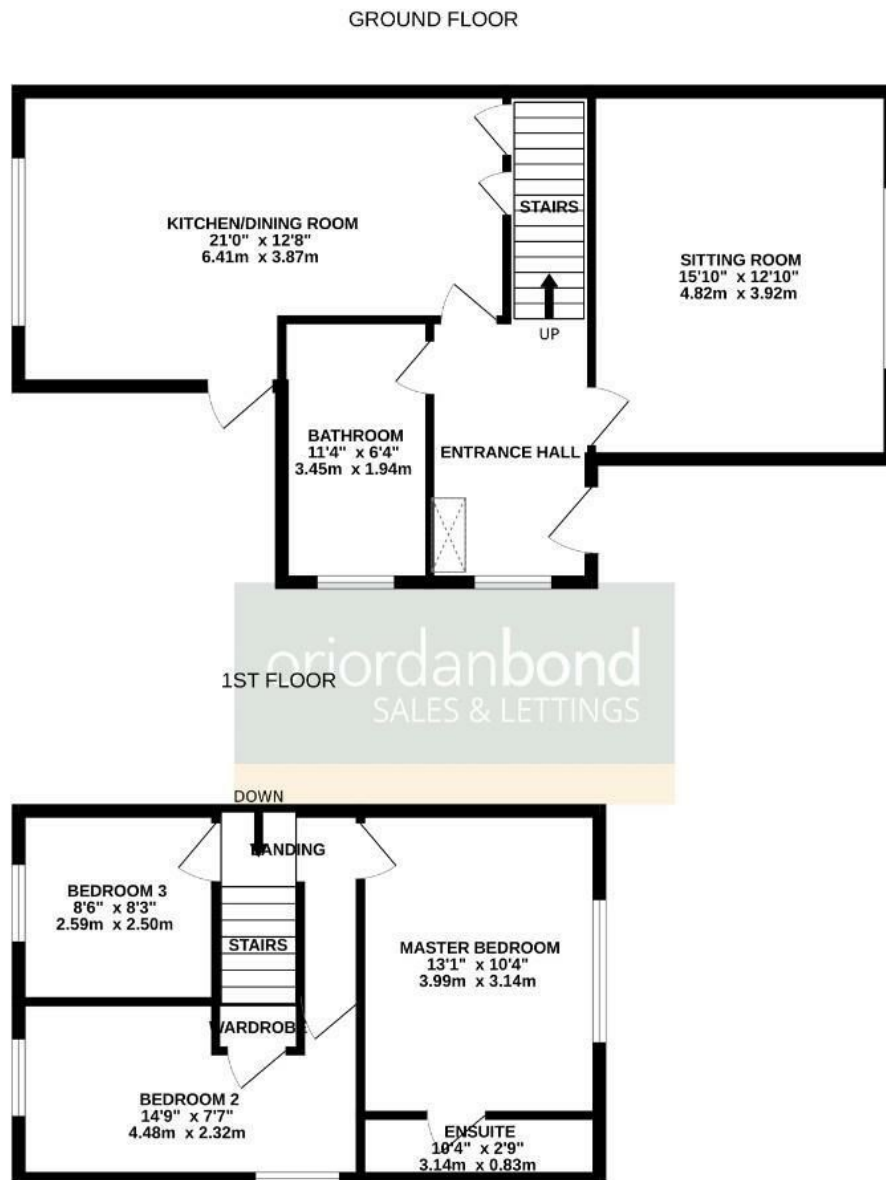 GROUND FLOOR
KITCHEN/DINING ROOM
21'0" x 12'8"
6.41m x 3.87m
STAIRS
UP
SITTING ROOM
15'10" x 12'10"
4.82m x 3.92m
BATHROOM
11'4" x 6'4"
3.45m x 1.94m
ENTRANCE HALL
oriordanbond
SALES & LETTINGS
1ST FLOOR
DOWN
LANDING
BEDROOM 3
8'6" x 8'3"
2.59m x 2.50m
STAIRS
MASTER BEDROOM
13'1" x 10'4"
3.99m x 3.14m
WARDROBE
BEDROOM 2
14'9" x 7'7"
4.48m x 2.32m
ENSUITE
10'4" x 2'9"
3.14m x 0.83m